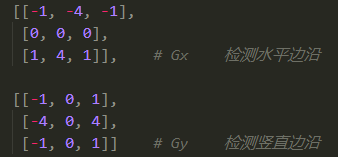 [[-1, -4, -1],
[0, 0, 0],
[1, 4, 1]], # Gx 检测水平边沿
[[-1, 0, 1],
[-4, 0, 4],
[-1, 0, 1]] # Gy 检测竖直边沿